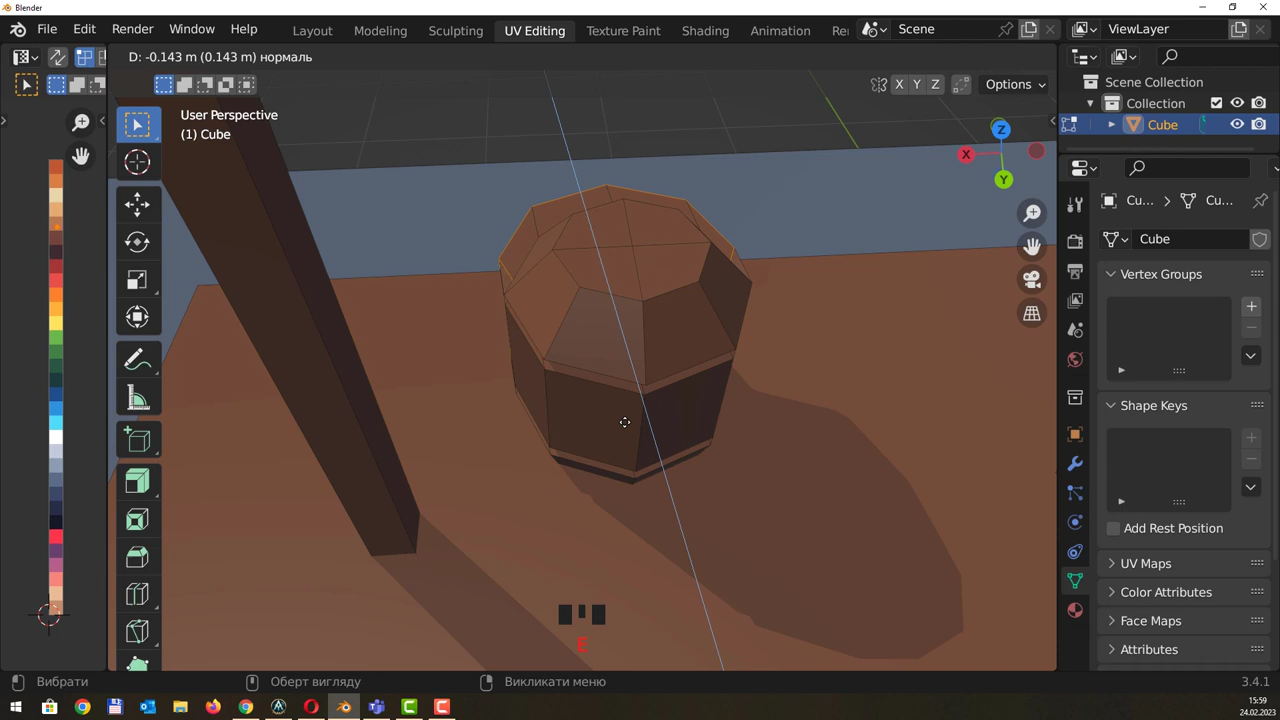 Blender
File Edit Render Window Help
Layout Modeling Sculpting UV Editing Texture Paint Shading Animation Re
Scene
ViewLayer
D: -0.143 m (0.143 m) нормаль
X Y Z Options
User Perspective
(1) Cube
Z
X
Y
Scene Collection
Collection
Cube
Cu... Cu...
Cube
Vertex Groups
Shape Keys
Add Rest Position
UV Maps
Color Attributes
Face Maps
Attributes
E
Вибрати Оберт вигляду Викликати меню 3.4.1
15:59
24.02.2023